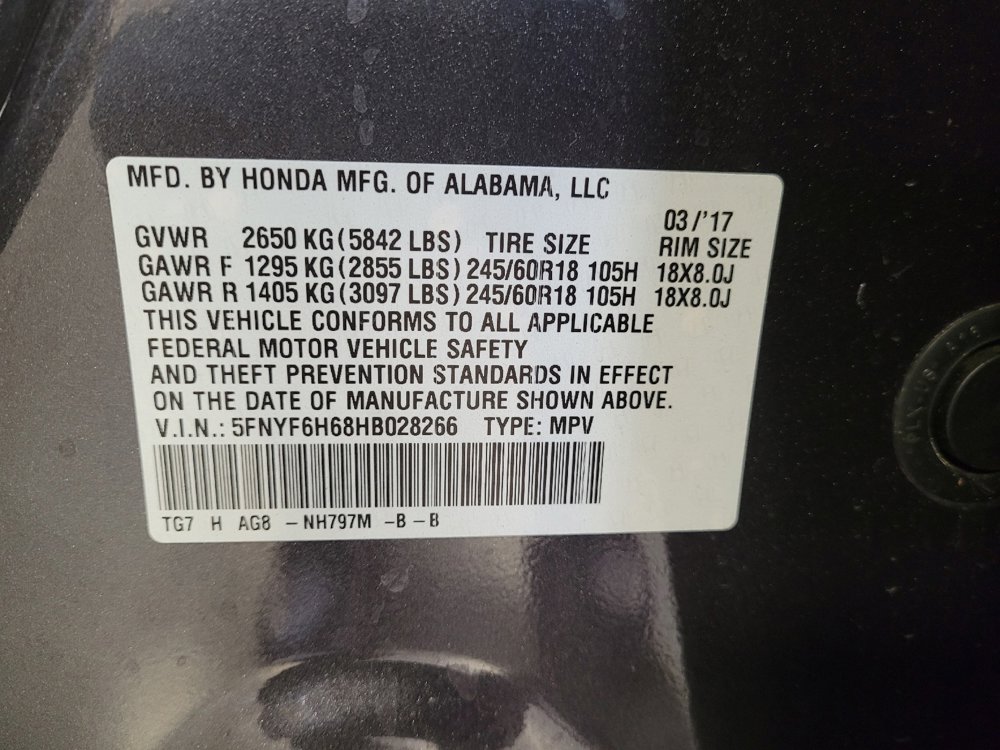 MFD. BY HONDA MFG. OF ALABAMA, LLC
03/'17
GVWR 2650 KG (5842 LBS) TIRE SIZE RIM SIZE
GAWR F 1295 KG (2855 LBS) 245/60R18 105H 18X8.0J
GAWR R 1405 KG (3097 LBS) 245/60R18 105H 18X8.0J
THIS VEHICLE CONFORMS TO ALL APPLICABLE
FEDERAL MOTOR VEHICLE SAFETY
AND THEFT PREVENTION STANDARDS IN EFFECT
ON THE DATE OF MANUFACTURE SHOWN ABOVE.
V.I.N.: 5FNYF6H68HB028266 TYPE: MPV
TG7 H AG8 -NH797M -B -B